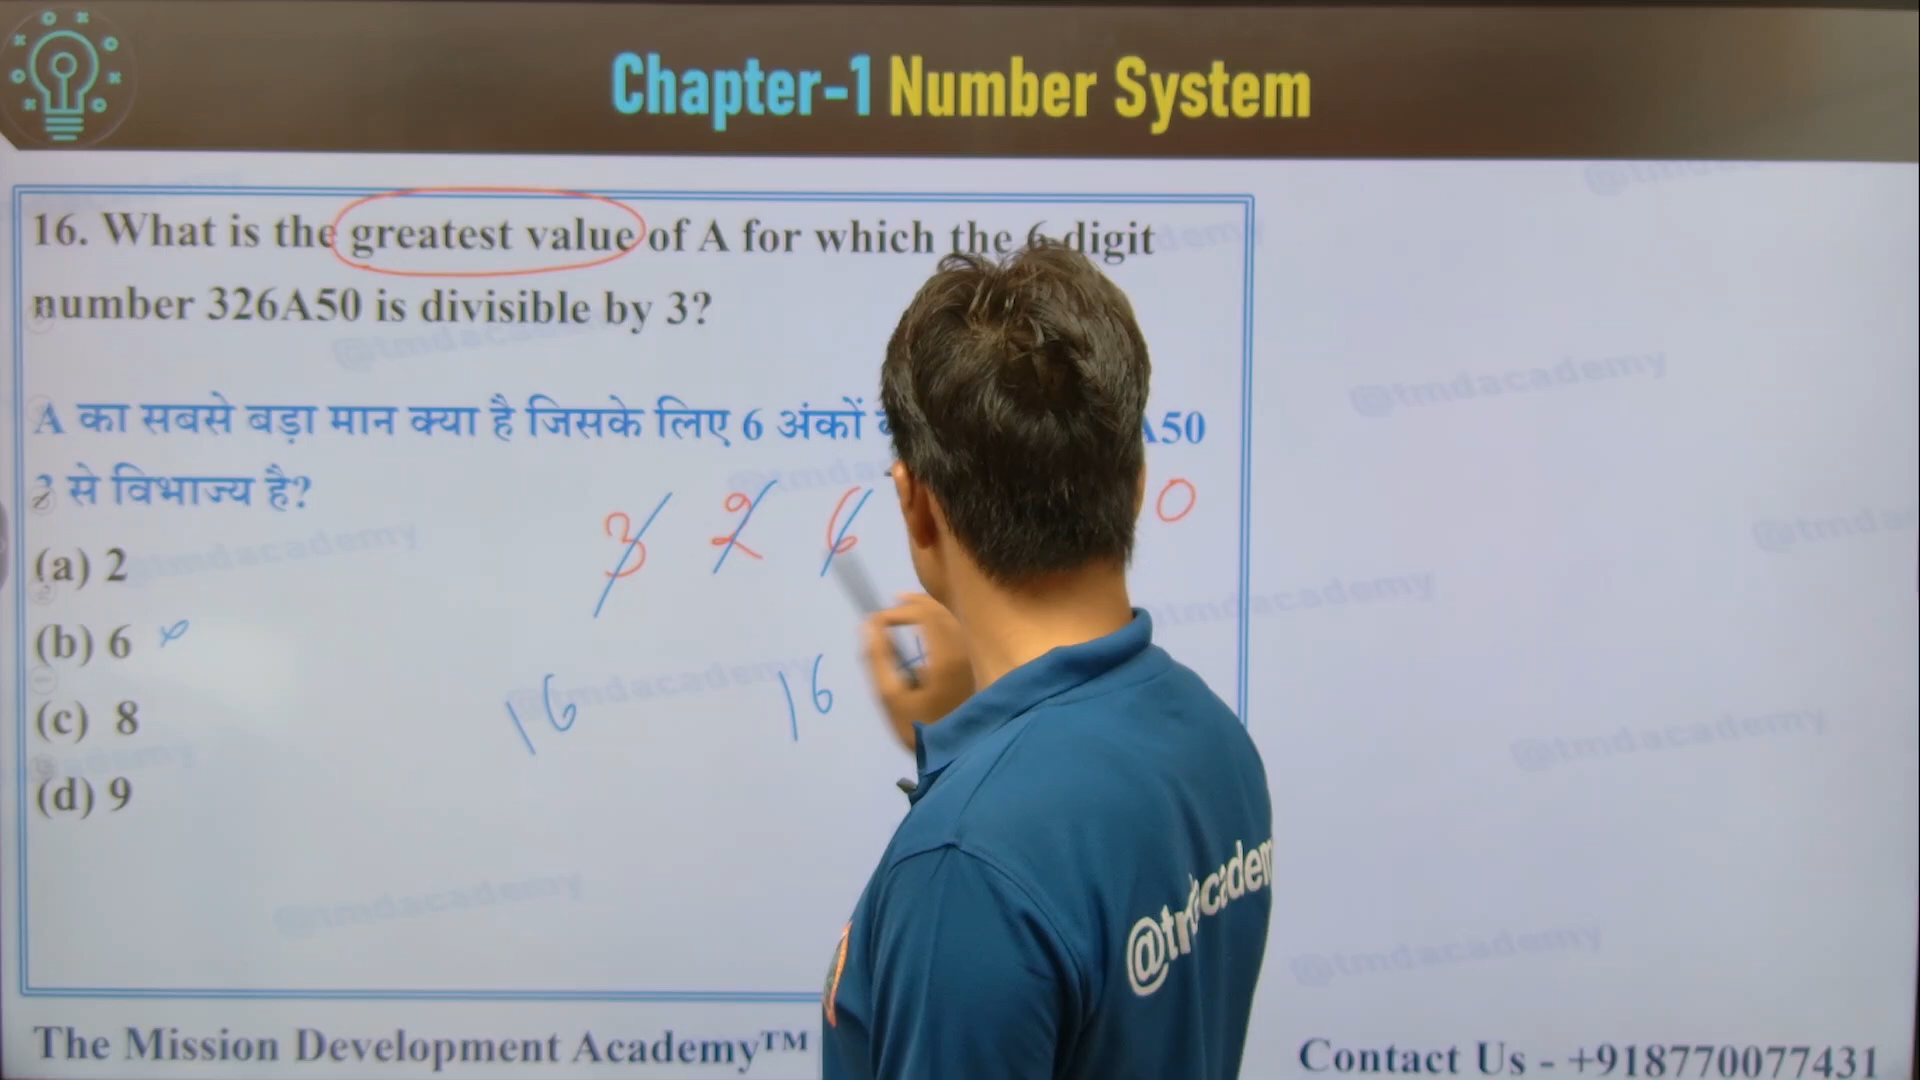 Chapter-1 Number System
16. What is the greatest value of A for which the 6 digit
number 326A50 is divisible by 3?
A का सबसे बड़ा मान क्या है जिसके लिए 6 अंकों A50
से विभाज्य है?
(a) 2
(b) 6
(c) 8
(d) 9
3 2 6 0
16 16
@tmdacademy
The Mission Development Academy™
Contact Us - +918770077431